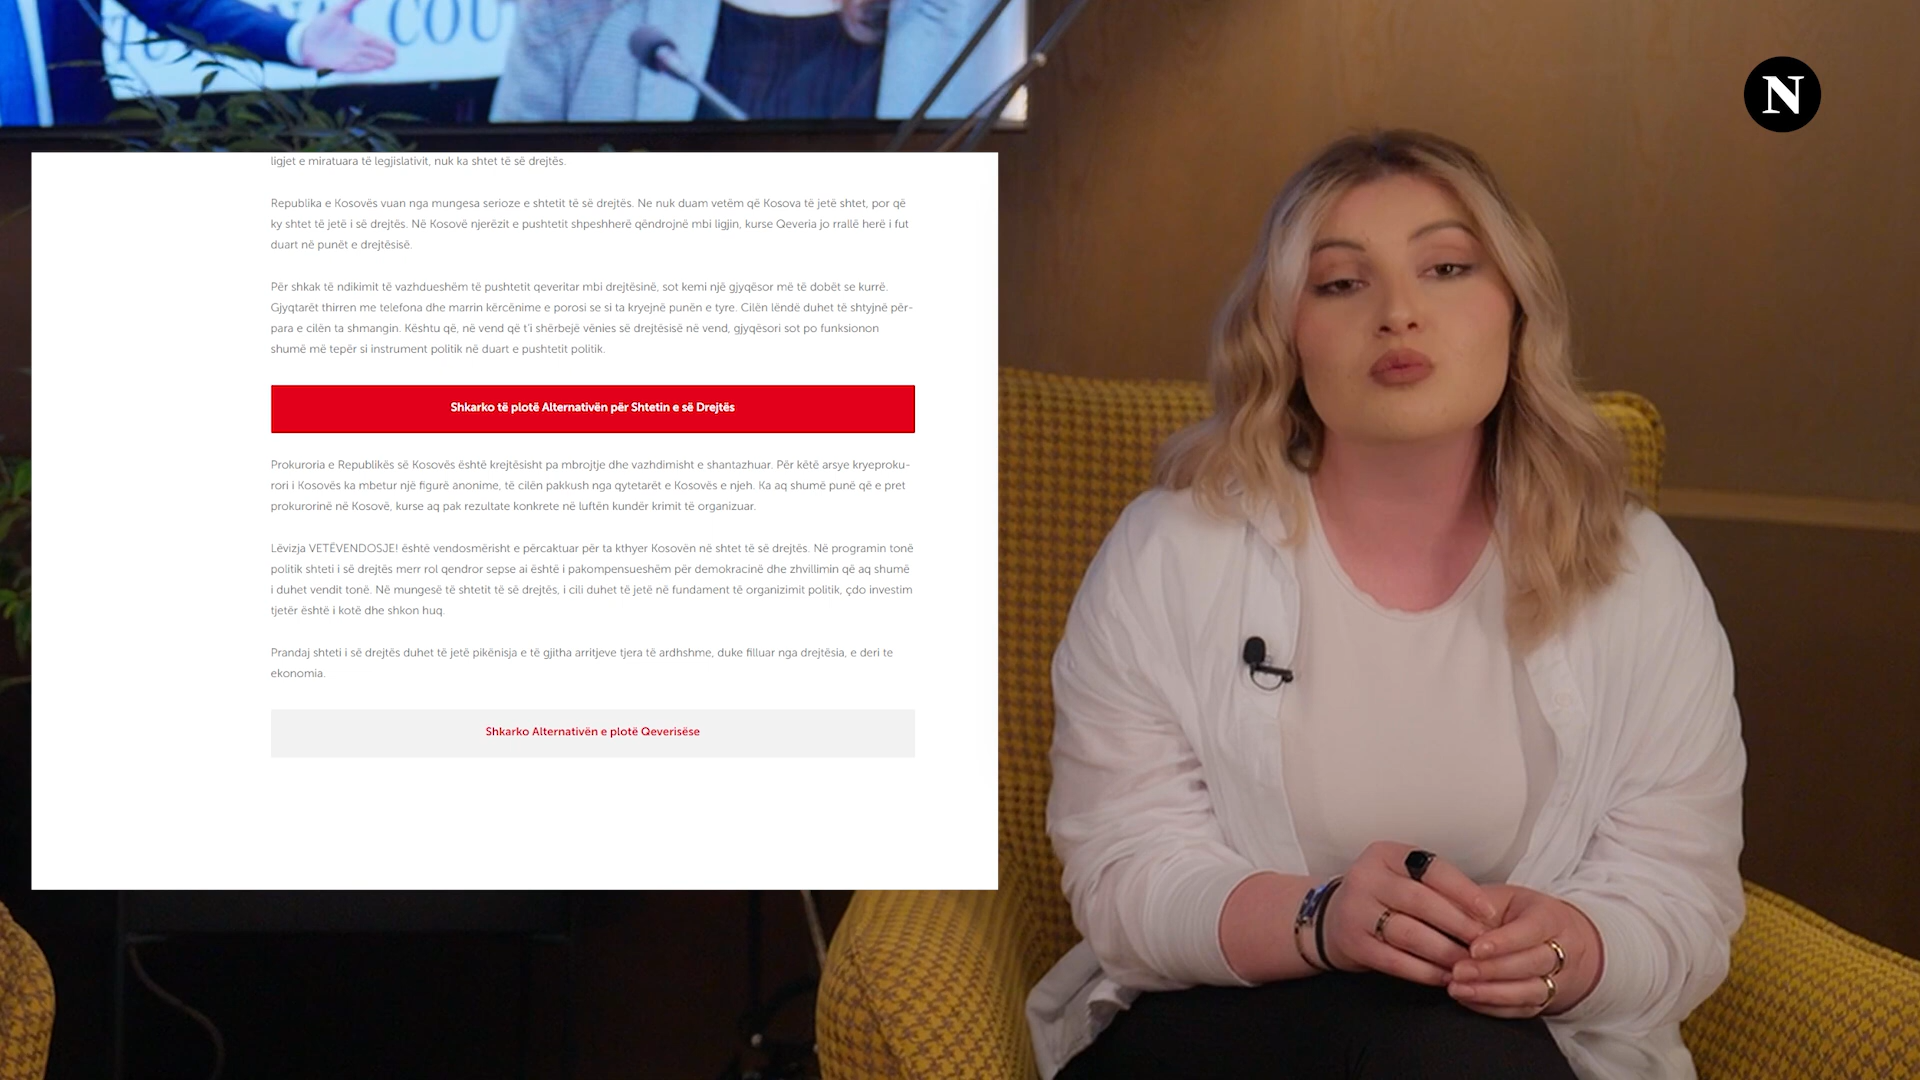 COU
N
ligjet e miratuara të legjislativit, nuk ka shtet të së drejtës.
Republika e Kosovës vuan nga mungesa serioze e shtetit të së drejtës. Ne nuk duam vetëm që Kosova të jetë shtet, por që
ky shtet të jetë i së drejtës. Në Kosovë njerëzit e pushtetit shpeshherë qëndrojnë mbi ligjin, kurse Qeveria jo rrallë herë i fut
duart në punët e drejtësisë.
Për shkak të ndikimit të vazhdueshëm të pushtetit qeveritar mbi drejtësinë, sot kemi një gjyqësor më të dobët se kurrë.
Gjyqtarët thirren me telefona dhe marrin kërcënime e porosi se si ta kryejnë punën e tyre. Cilën lëndë duhet të shtyjnë për-
para e cilën ta shmangin. Kështu që, në vend që t'i shërbejë vënies së drejtësisë në vend, gjyqësori sot po funksionon
shumë më tepër si instrument politik në duart e pushtetit politik.
Shkarko të plotë Alternativën për Shtetin e së Drejtës
Prokuroria e Republikës së Kosovës është krejtësisht pa mbrojtje dhe vazhdimisht e shantazhuar. Për këtë arsye kryeproku-
rori i Kosovës ka mbetur një figurë anonime, të cilën pakkush nga qytetarët e Kosovës e njeh. Ka aq shumë punë që e pret
prokurorinë në Kosovë, kurse aq pak rezultate konkrete në luftën kundër krimit të organizuar.
Lëvizja VETËVENDOSJE! është vendosmërisht e përcaktuar për ta kthyer Kosovën në shtet të së drejtës. Në programin tonë
politik shteti i së drejtës merr rol qendror sepse ai është i pakompensueshëm për demokracinë dhe zhvillimin që aq shumë
i duhet vendit tonë. Në mungesë të shtetit të së drejtës, i cili duhet të jetë në fundament të organizimit politik, çdo investim
tjetër është i kotë dhe shkon huq.
Prandaj shteti i së drejtës duhet të jetë pikënisja e të gjitha arritjeve tjera të ardhshme, duke filluar nga drejtësia, e deri te
ekonomia.
Shkarko Alternativën e plotë Qeverisëse